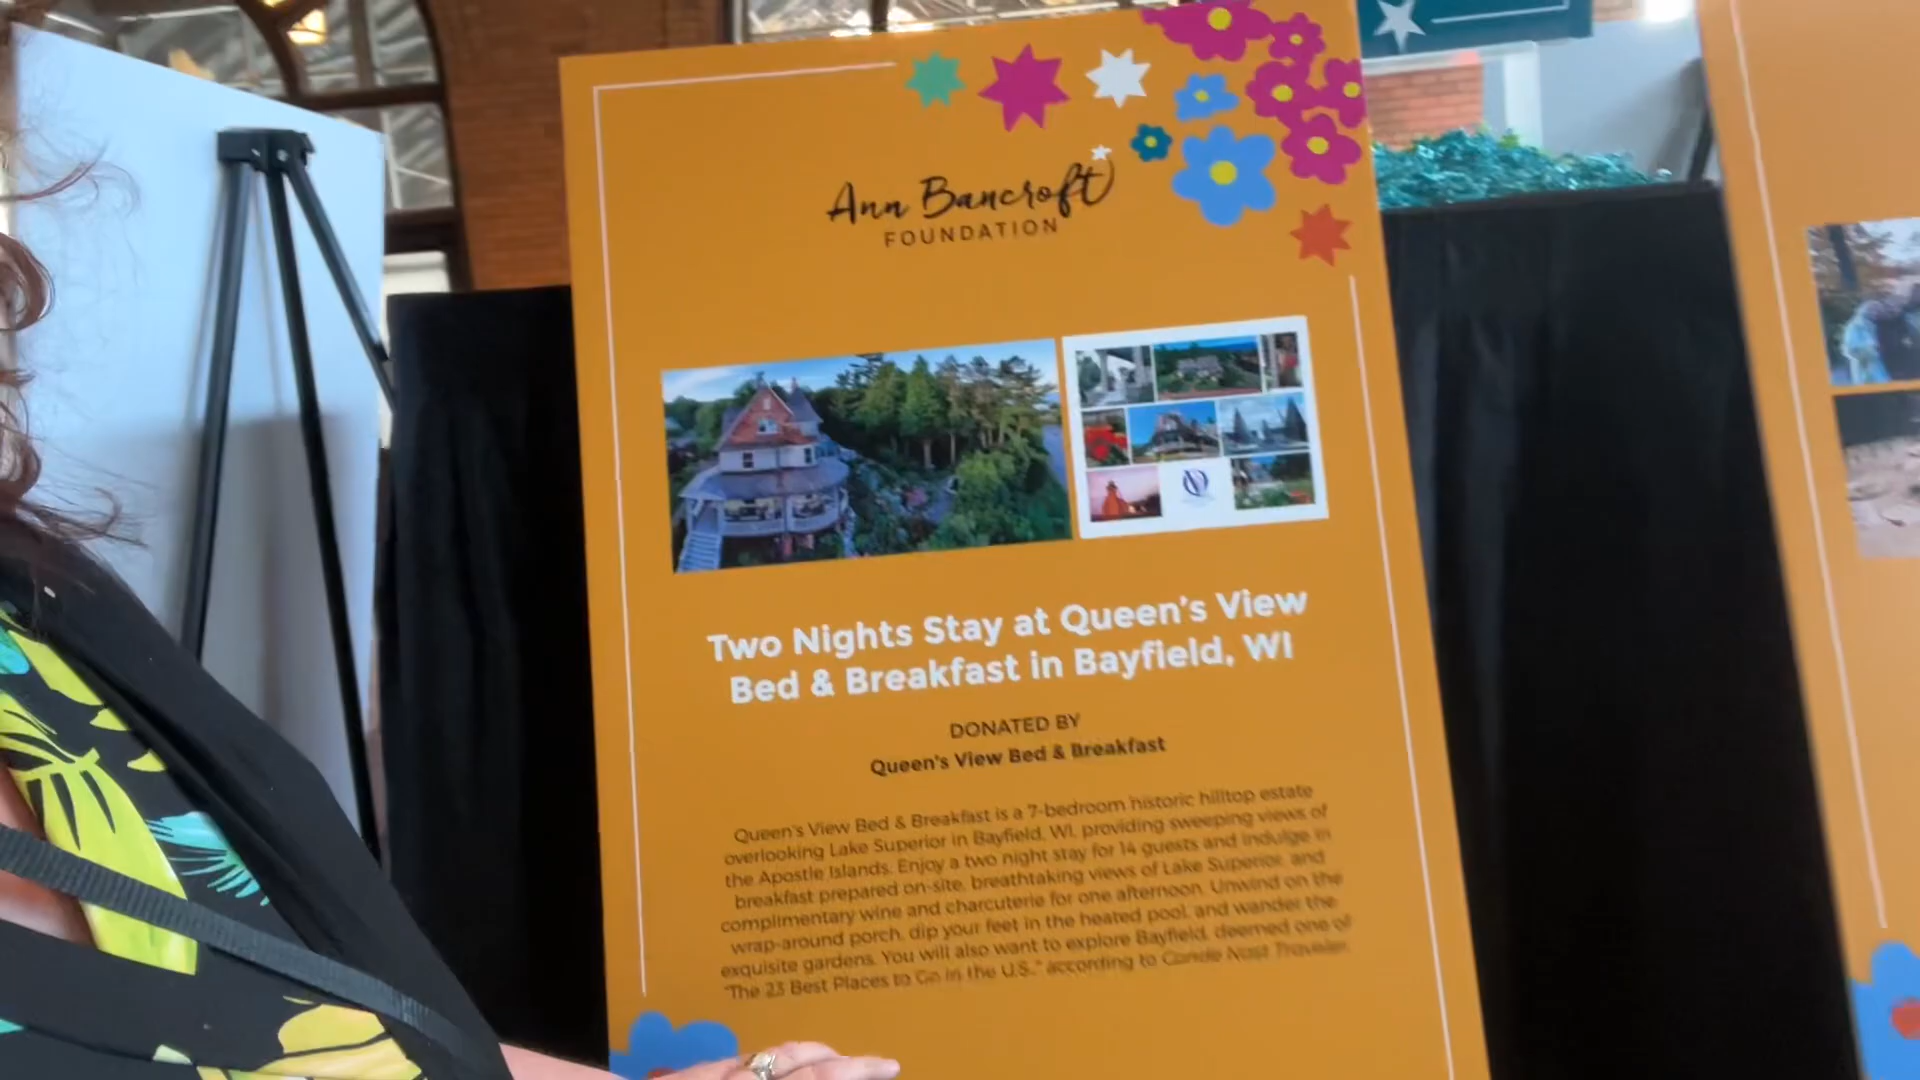 Ann Bancroft
FOUNDATION
Two Nights Stay at Queen's View
Bed & Breakfast in Bayfield, WI
DONATED BY
Queen's View Bed & Breakfast
Queen's View Bed & Breakfast is a 7-bedroom historic hilltop estate
overlooking Lake Superior in Bayfield, WI, providing sweeping views of
the Apostle Islands. Enjoy a two night stay for 14 guests and indulge in
breakfast prepared on-site, breathtaking views of Lake Superior, and
complimentary wine and charcuterie for one afternoon. Unwind on the
wrap-around porch, dip your feet in the heated pool, and wander the
exquisite gardens. You will also want to explore Bayfield, deemed one of
"The 23 Best Places to Go in the U.S.," according to Conde Nast Traveler.